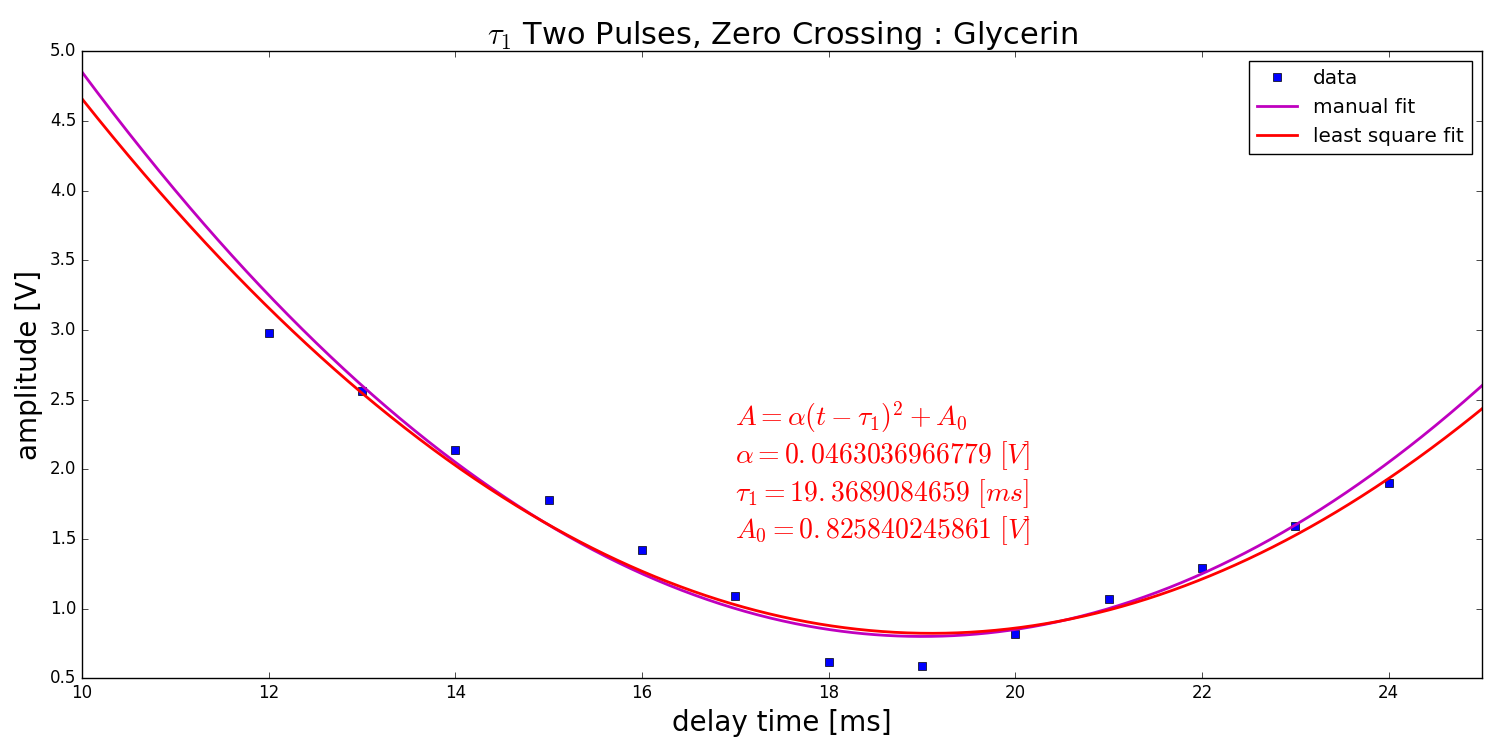 τ₁ Two Pulses, Zero Crossing : Glycerin
5.0
4.5
4.0
3.5
3.0
2.5
2.0
1.5
1.0
0.5
amplitude [V]
data
manual fit
least square fit
A = α(t − τ₁)² + A₀
α = 0.0463036966779 [V]
τ₁ = 19.3689084659 [ms]
A₀ = 0.825840245861 [V]
10 12 14 16 18 20 22 24
delay time [ms]